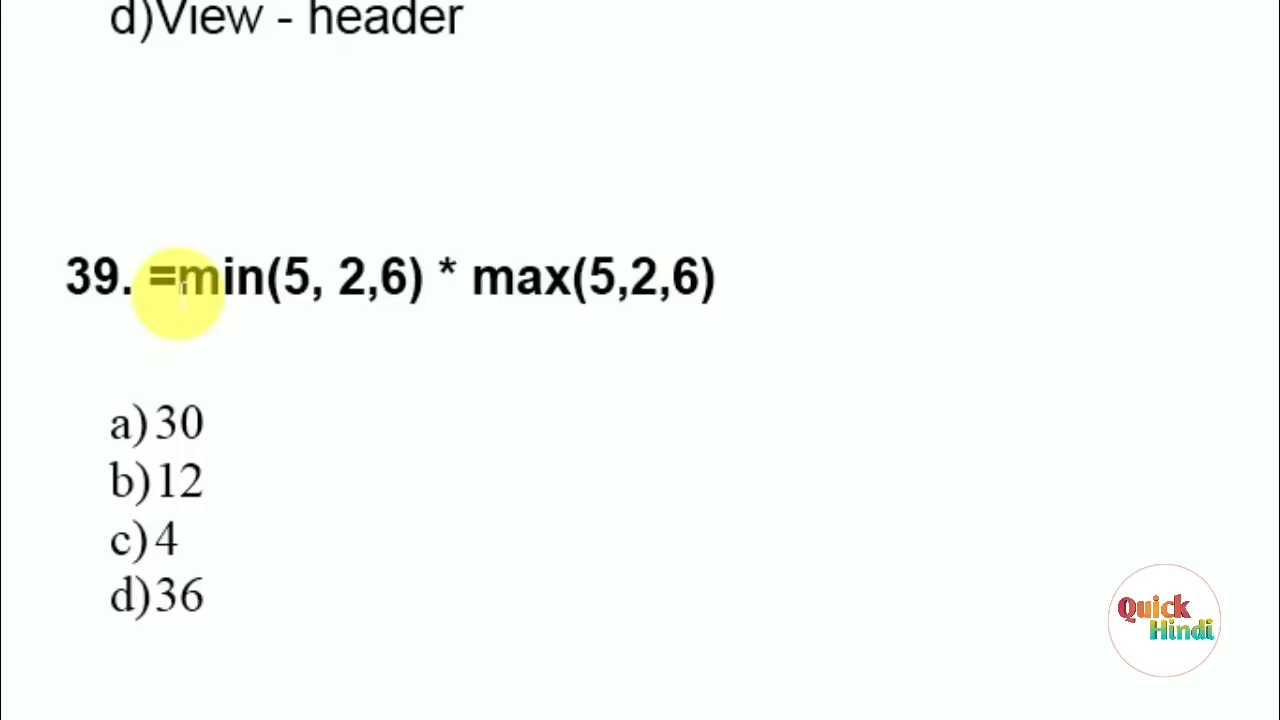 d)View - header
39. =min(5, 2,6) * max(5,2,6)
a)30
b)12
c)4
d)36
Quick
Hindi